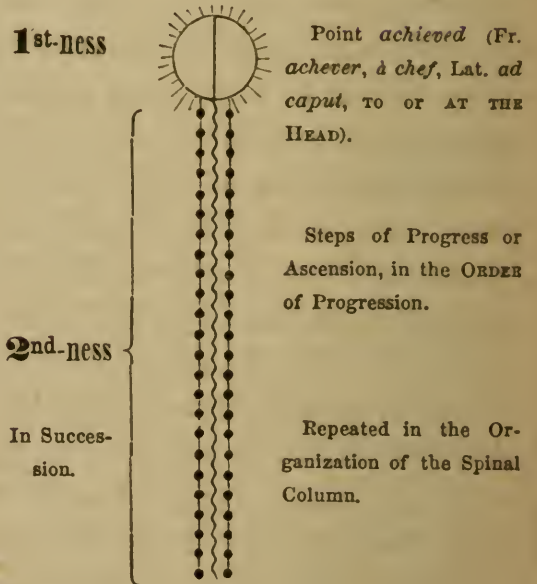 1st-ness
Point achieved (Fr.
achever, à chef, Lat. ad
caput, TO or AT THE
HEAD).
Steps of Progress or
Ascension, in the ORDER
of Progression.
2nd-ness
In Succes-
sion.
Repeated in the Or-
ganization of the Spinal
Column.